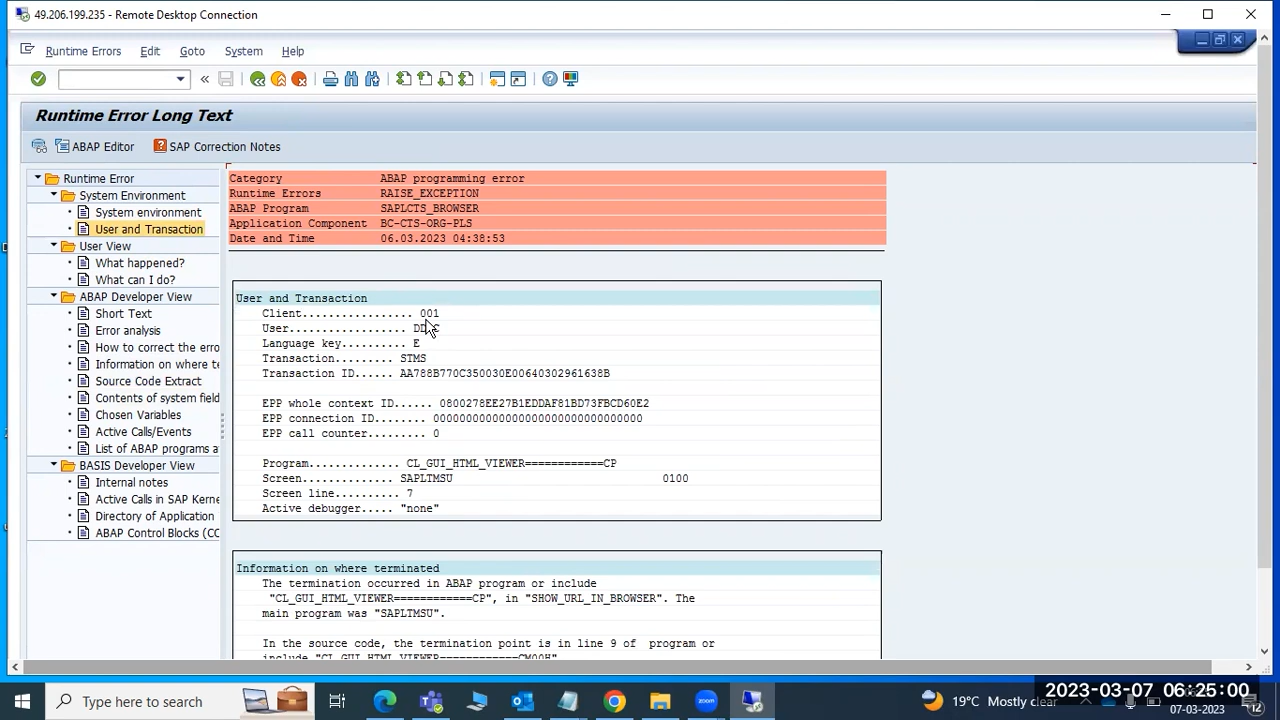 49.206.199.235 - Remote Desktop Connection
Runtime Errors Edit Goto System Help
Runtime Error Long Text
ABAP Editor SAP Correction Notes
Runtime Error
System Environment
System environment
User and Transaction
User View
What happened?
What can I do?
ABAP Developer View
Short Text
Error analysis
How to correct the erro
Information on where te
Source Code Extract
Contents of system field
Chosen Variables
Active Calls/Events
List of ABAP programs a
BASIS Developer View
Internal notes
Active Calls in SAP Kerne
Directory of Application
ABAP Control Blocks (CO
Category ABAP programming error
Runtime Errors RAISE_EXCEPTION
ABAP Program SAPLCTS_BROWSER
Application Component BC-CTS-ORG-PLS
Date and Time 06.03.2023 04:38:53
User and Transaction
Client................. 001
User...................
Language key.......... E
Transaction......... STMS
Transaction ID...... AA788B770C350030E00640302961638B
EPP whole context ID...... 0800278EE27B1EDDAF81BD73FBCD60E2
EPP connection ID........ 00000000000000000000000000000000
EPP call counter......... 0
Program.............. CL_GUI_HTML_VIEWER============CP
Screen............... SAPLTMSU 0100
Screen line.......... 7
Active debugger..... "none"
Information on where terminated
The termination occurred in ABAP program or include
"CL_GUI_HTML_VIEWER============CP", in "SHOW_URL_IN_BROWSER". The
main program was "SAPLTMSU".
In the source code, the termination point is in line 9 of program or
include "CL_GUI_HTML_VIEWER============CM00H".
Type here to search
19°C Mostly clear
2023-03-07 06:25:00
07-03-2023
12